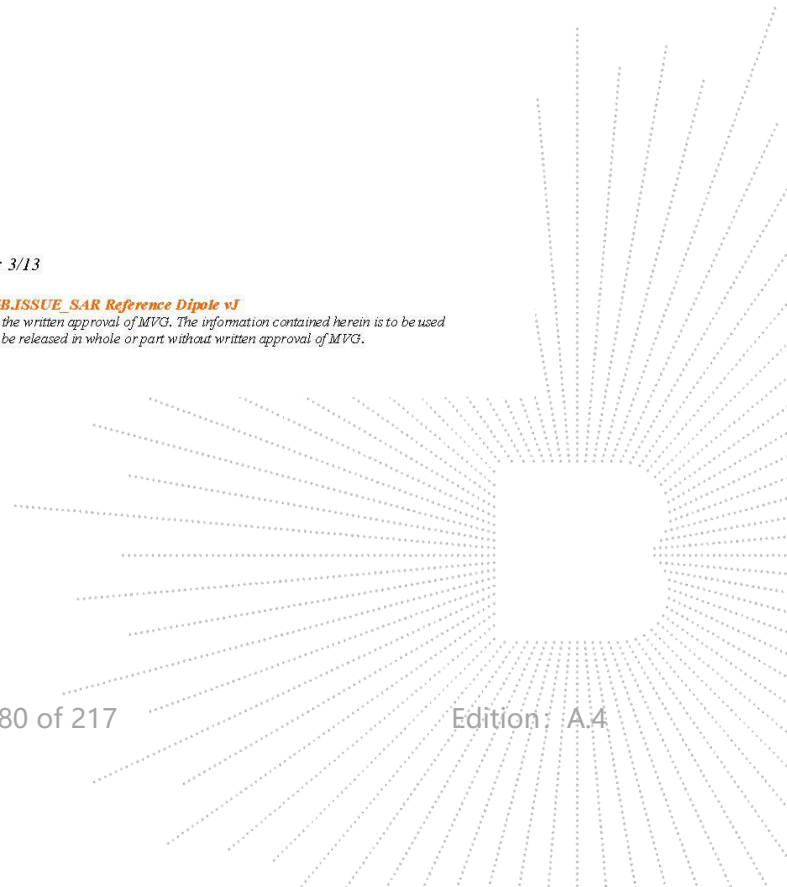 : 3/13
B.ISSUE_SAR Reference Dipole vJ
the written approval of MVG. The information contained herein is to be used
be released in whole or part without written approval of MVG.
80 of 217 Edition: A.4